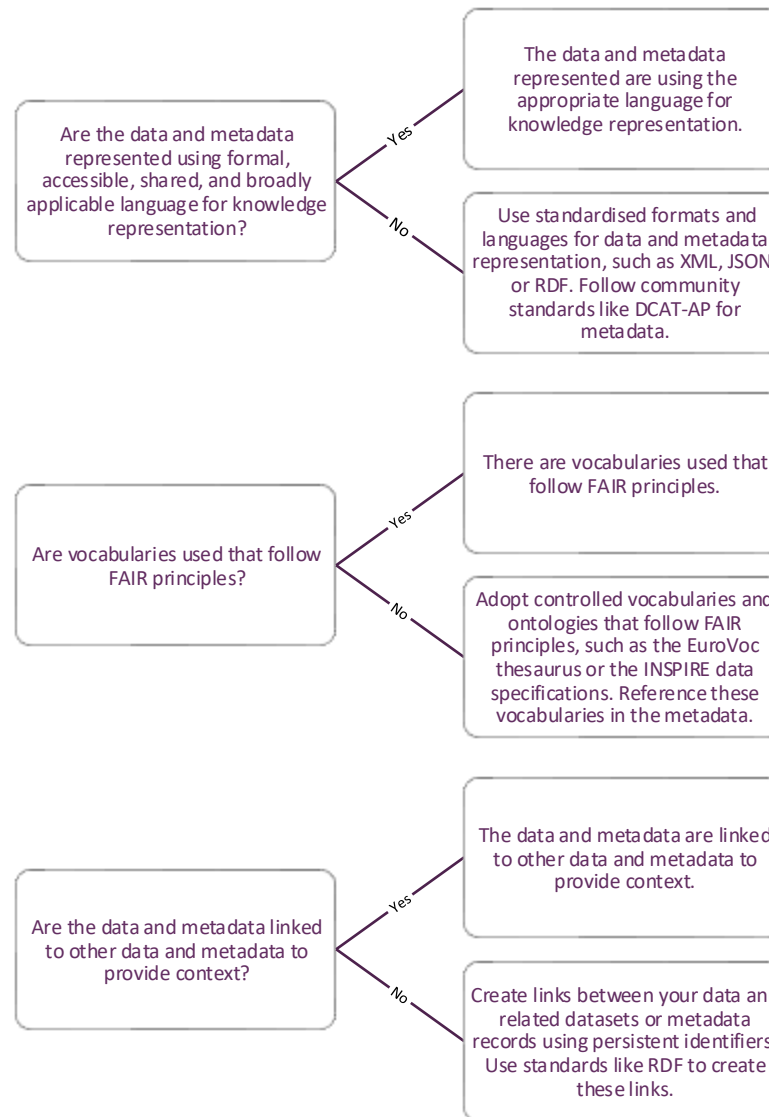 Are the data and metadata
represented using formal,
accessible, shared, and broadly
applicable language for knowledge
representation?
Yes
The data and metadata
represented are using the
appropriate language for
knowledge representation.
No
Use standardised formats and
languages for data and metadata
representation, such as XML, JSON
or RDF. Follow community
standards like DCAT-AP for
metadata.
Are vocabularies used that follow
FAIR principles?
Yes
There are vocabularies used that
follow FAIR principles.
No
Adopt controlled vocabularies and
ontologies that follow FAIR
principles, such as the EuroVoc
thesaurus or the INSPIRE data
specifications. Reference these
vocabularies in the metadata.
Are the data and metadata linked
to other data and metadata to
provide context?
Yes
The data and metadata are linked
to other data and metadata to
provide context.
No
Create links between your data an
related datasets or metadata
records using persistent identifiers
Use standards like RDF to create
these links.